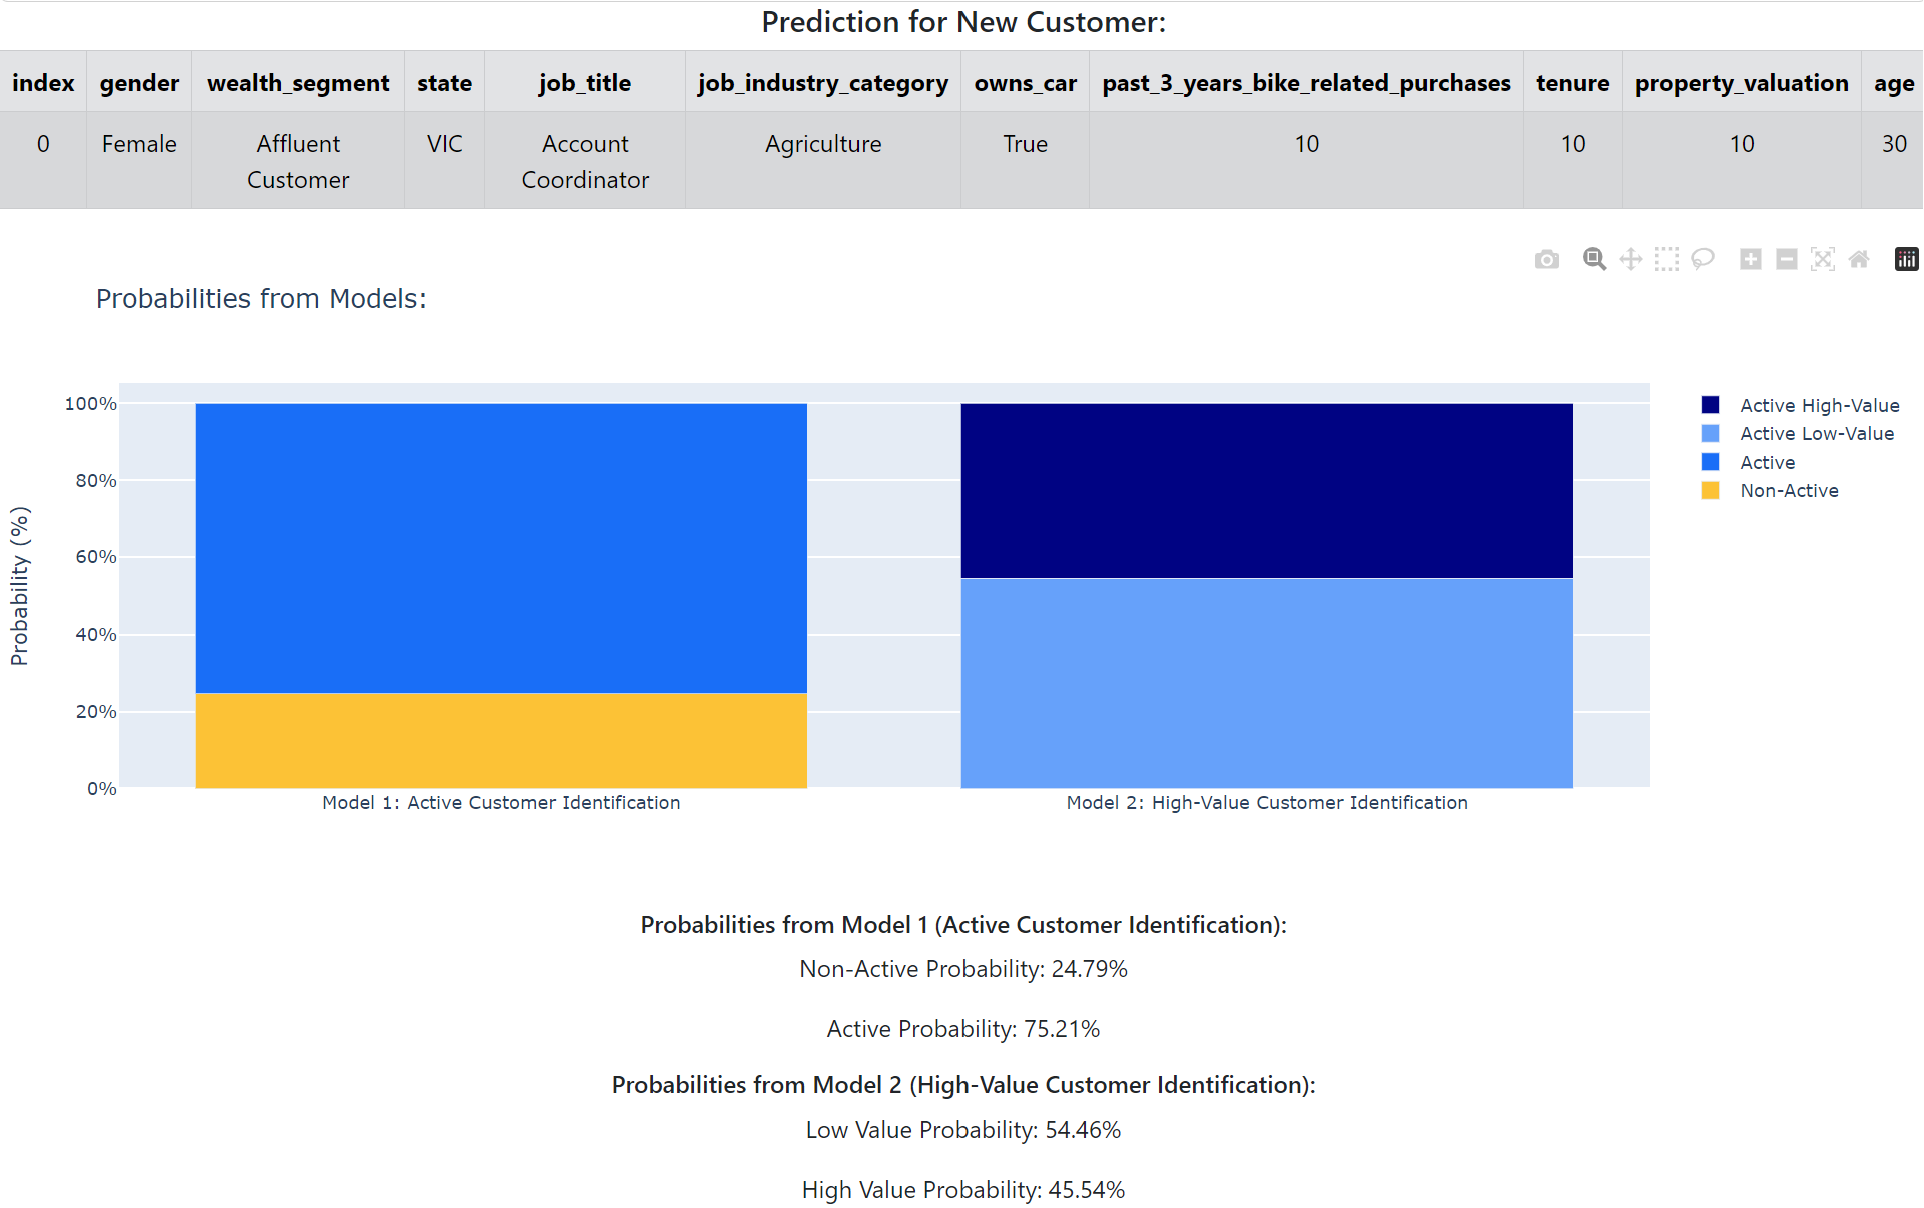 Prediction for New Customer:
index gender wealth_segment state job_title job_industry_category owns_car past_3_years_bike_related_purchases tenure property_valuation age
0 Female Affluent Customer VIC Account Coordinator Agriculture True 10 10 10 30
Probabilities from Models:
Probability (%)
100%
80%
60%
40%
20%
0%
Model 1: Active Customer Identification
Model 2: High-Value Customer Identification
Active High-Value
Active Low-Value
Active
Non-Active
Probabilities from Model 1 (Active Customer Identification):
Non-Active Probability: 24.79%
Active Probability: 75.21%
Probabilities from Model 2 (High-Value Customer Identification):
Low Value Probability: 54.46%
High Value Probability: 45.54%